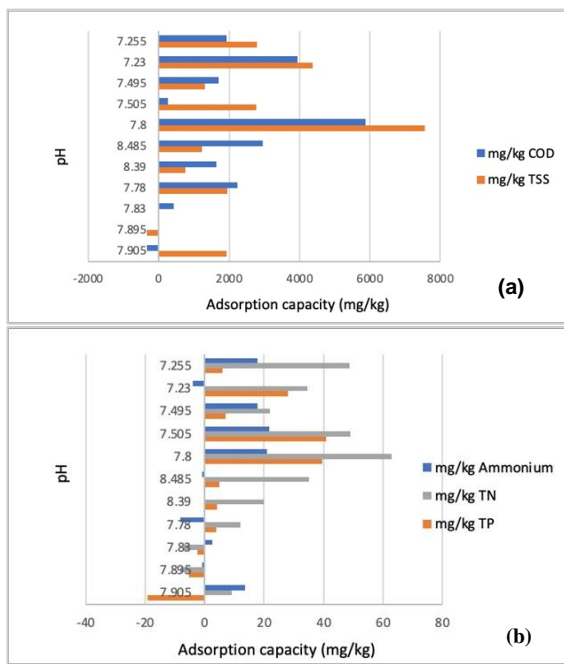 7.255
7.23
7.495
7.505
7.8
8.485
8.39
7.78
7.83
7.895
7.905
pH
mg/kg COD
mg/kg TSS
-2000 0 2000 4000 6000 8000
Adsorption capacity (mg/kg)
(a)
7.255
7.23
7.495
7.505
7.8
8.485
8.39
7.78
7.83
7.895
7.905
pH
mg/kg Ammonium
mg/kg TN
mg/kg TP
-40 -20 0 20 40 60 80
Adsorption capacity (mg/kg)
(b)